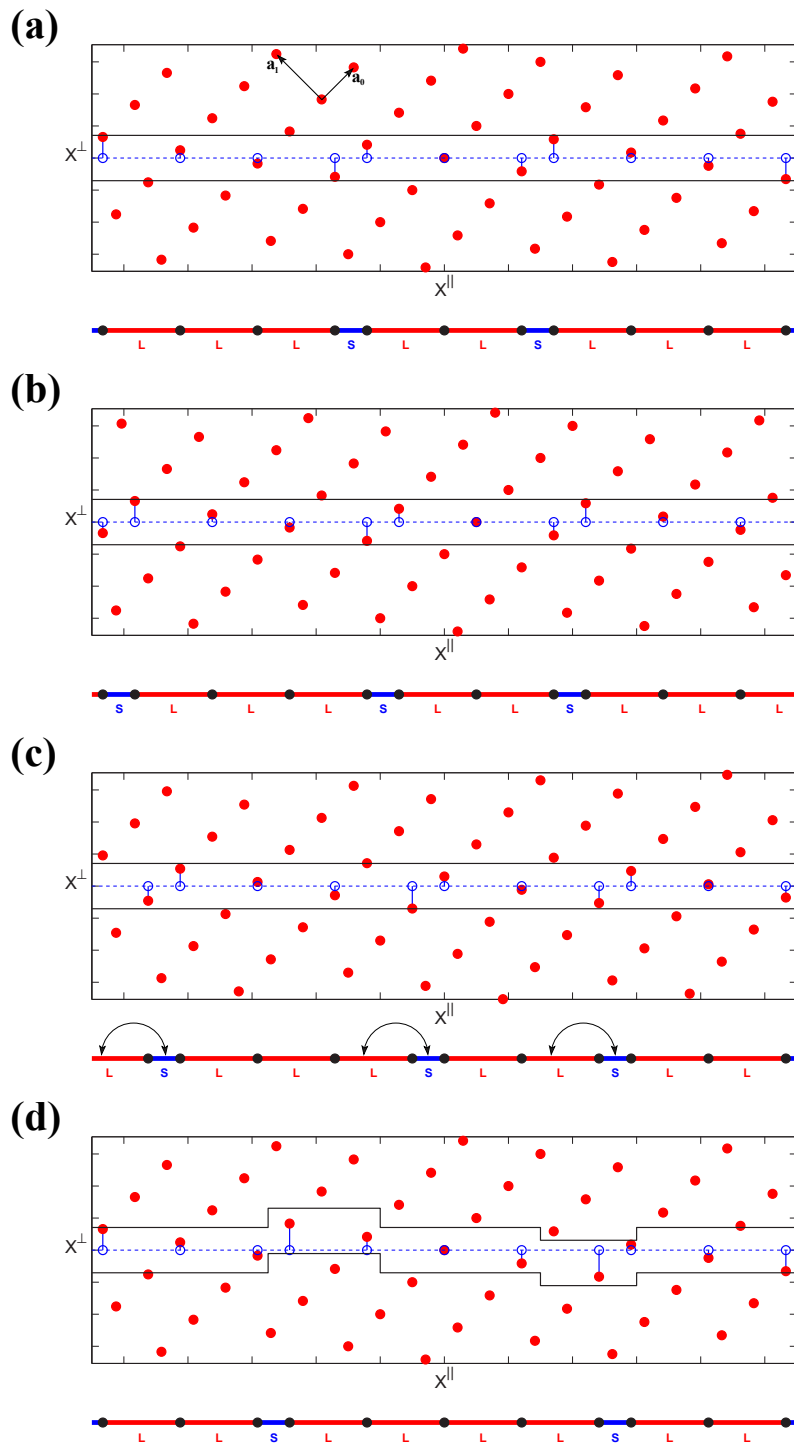 (a)
a₁
a₀
X⊥
X||
L L L S L L S L L L
(b)
X⊥
X||
S L L L S L L S L L L
(c)
X⊥
X||
L S L L L S L L S L L
(d)
X⊥
X||
L L S L L L L S L L